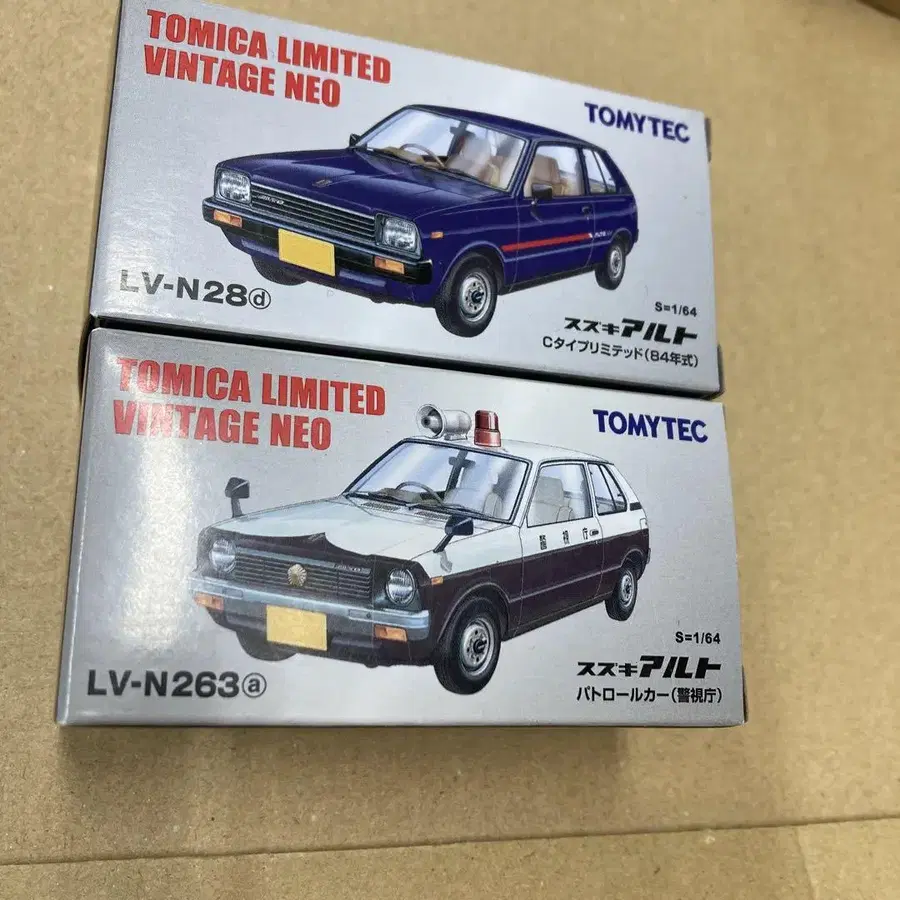 TOMICA LIMITED
VINTAGE NEO
TOMYTEC
LV-N28ⓓ
S=1/64
スズキアルト
Cタイプリミテッド(84年式)
TOMICA LIMITED
VINTAGE NEO
TOMYTEC
警視庁
LV-N263ⓐ
S=1/64
スズキアルト
パトロールカー(警視庁)